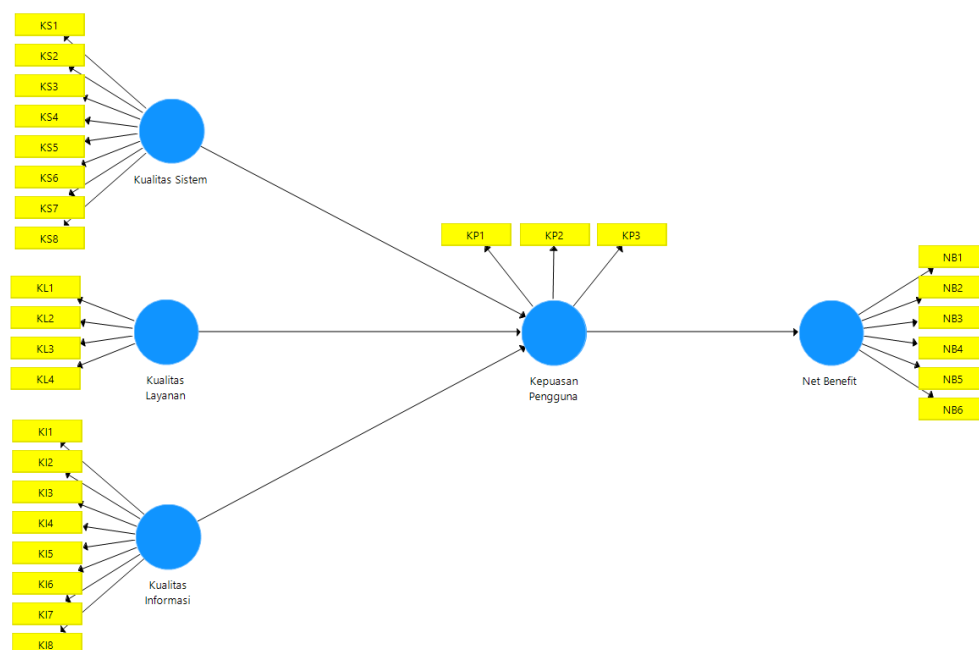 KS1
KS2
KS3
KS4
KS5
KS6
KS7
KS8
Kualitas Sistem
KL1
KL2
KL3
KL4
Kualitas
Layanan
KI1
KI2
KI3
KI4
KI5
KI6
KI7
KI8
Kualitas
Informasi
KP1
KP2
KP3
Kepuasan
Pengguna
NB1
NB2
NB3
NB4
NB5
NB6
Net Benefit